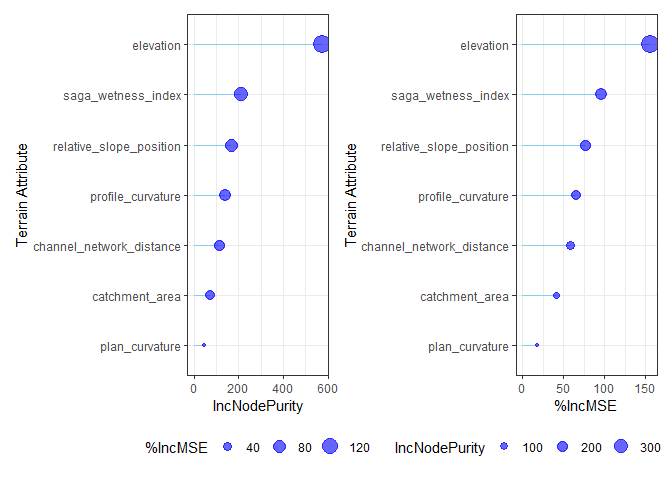 elevation
saga_wetness_index
relative_slope_position
profile_curvature
channel_network_distance
catchment_area
plan_curvature
Terrain Attribute
0 200 400 600
IncNodePurity
elevation
saga_wetness_index
relative_slope_position
profile_curvature
channel_network_distance
catchment_area
plan_curvature
Terrain Attribute
0 50 100 150
%IncMSE
%IncMSE 40 80 120
IncNodePurity 100 200 300